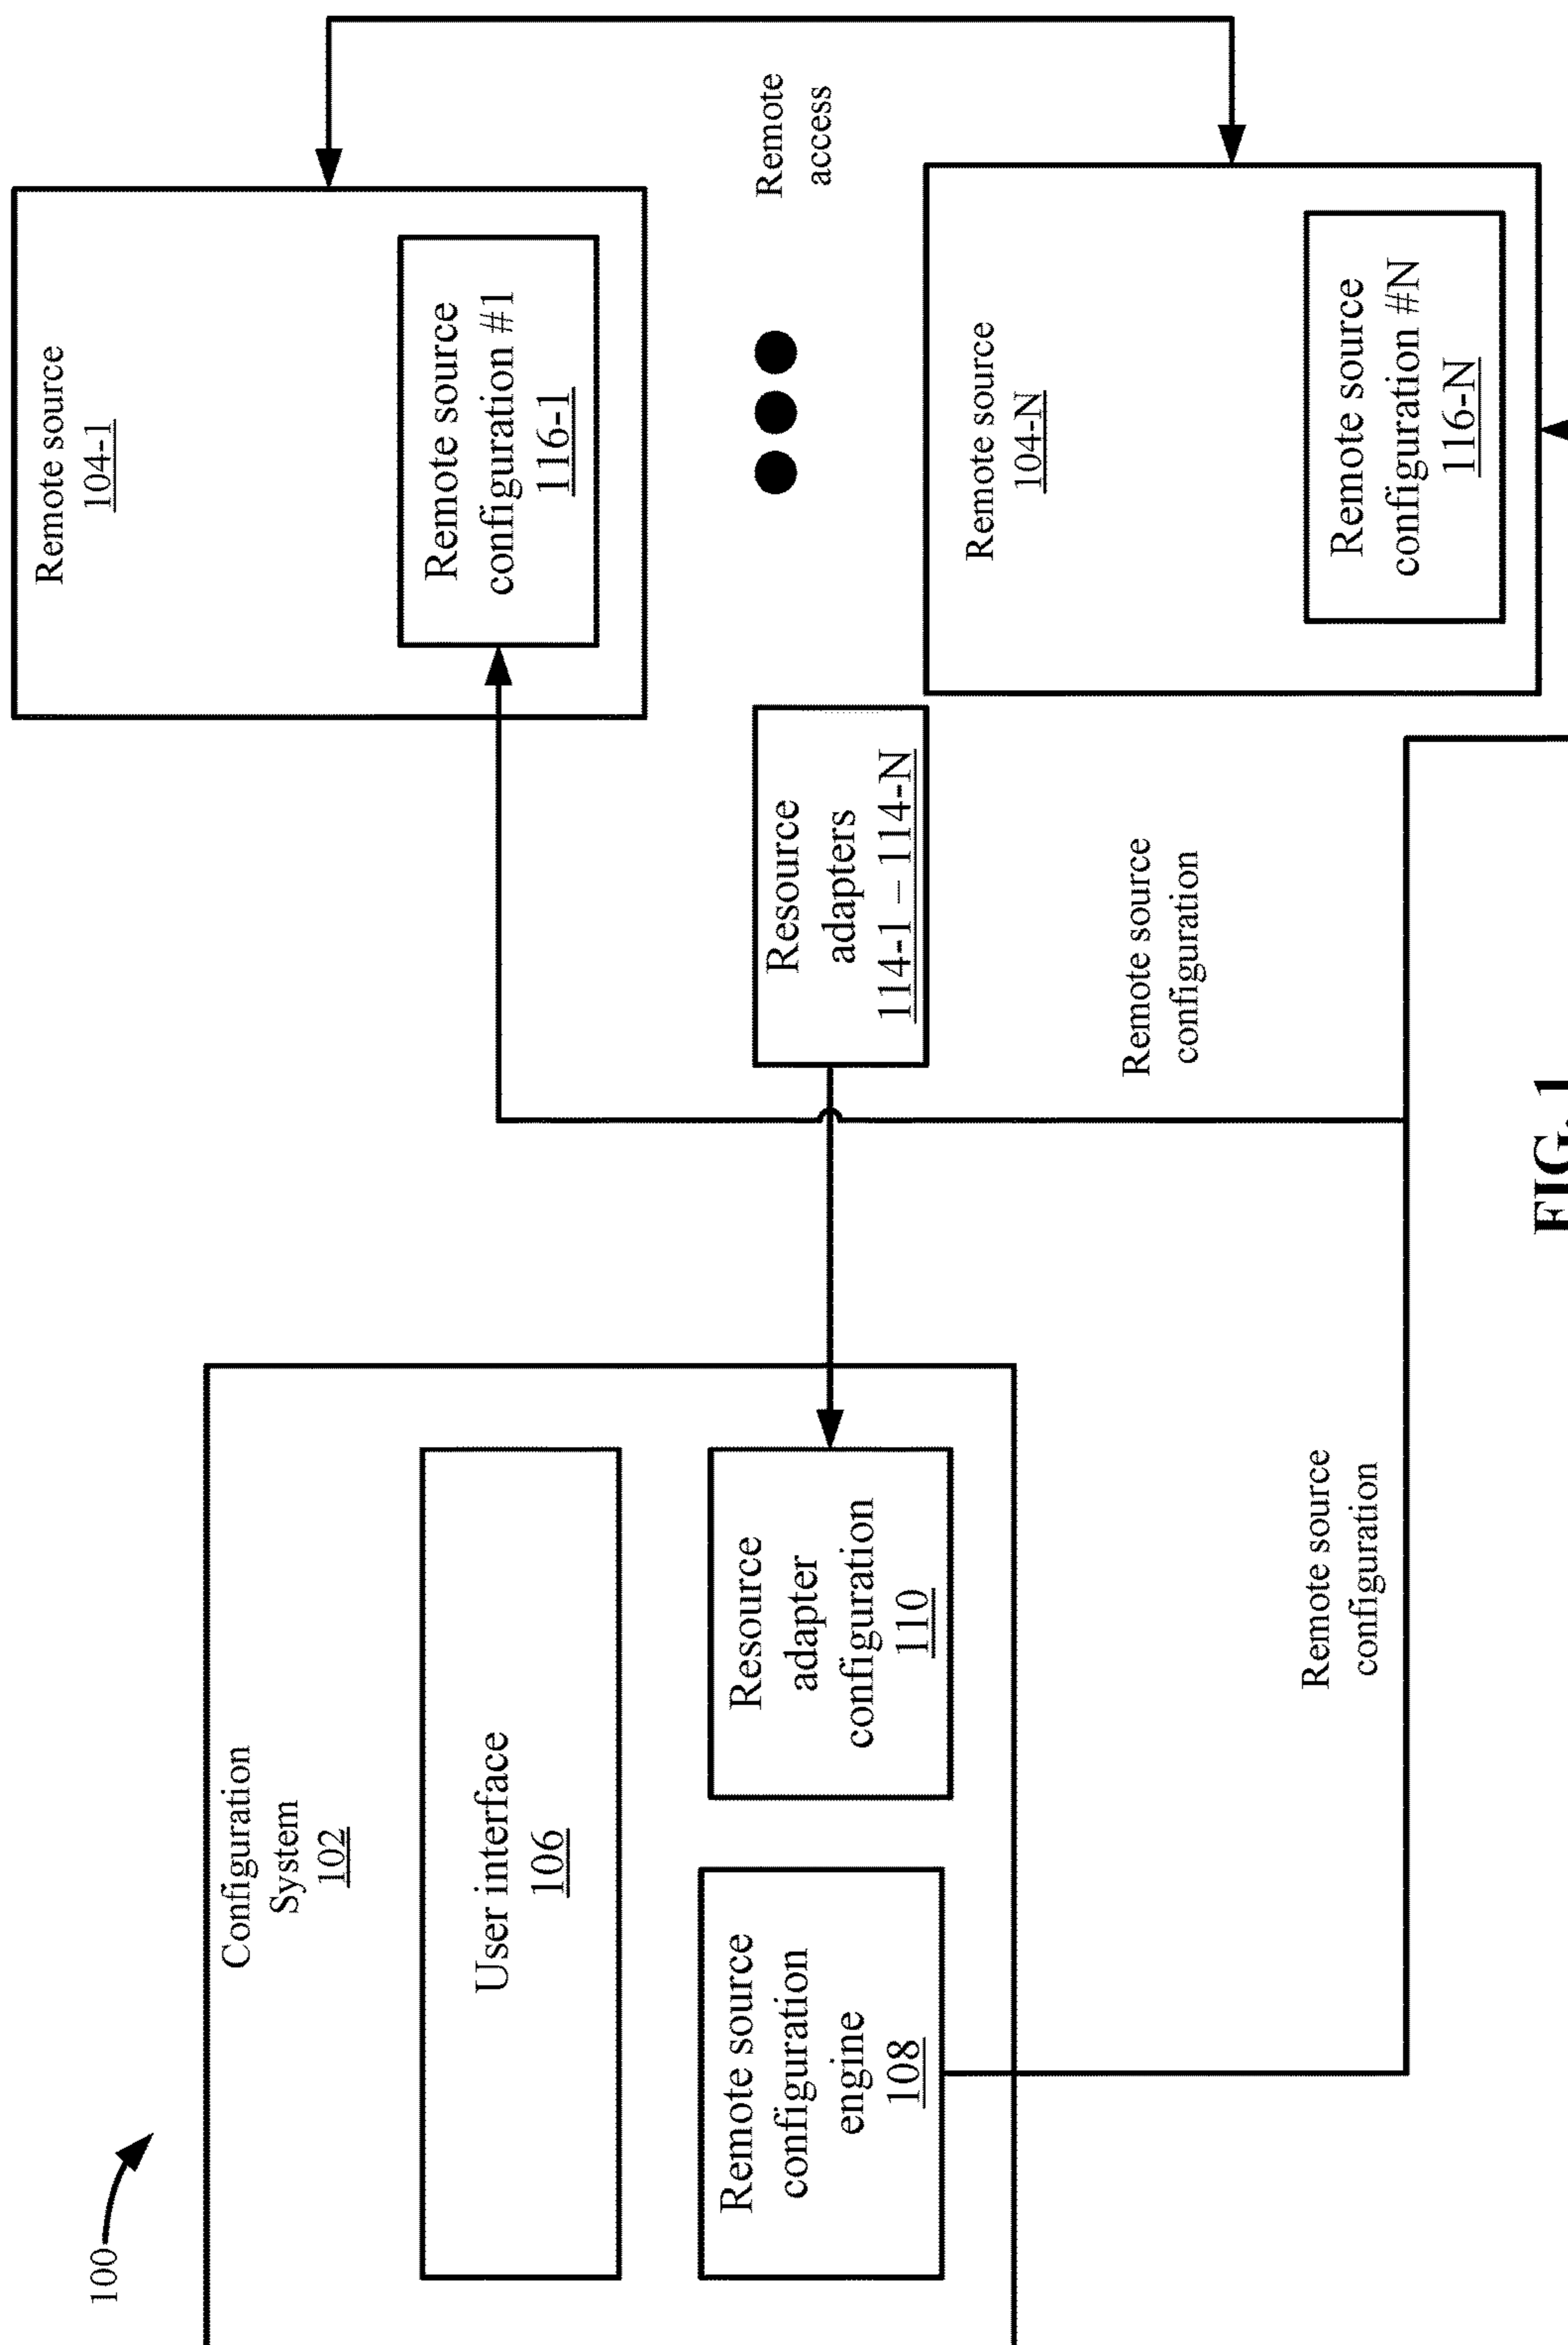 100
Configuration
System
102
User interface
106
Remote source
configuration
engine
108
Resource
adapter
configuration
110
Remote source
configuration
Resource
adapters
114-1 – 114-N
Remote source
configuration
Remote source
104-1
Remote source
configuration #1
116-1
Remote
access
Remote source
104-N
Remote source
configuration #N
116-N
FIG. 1